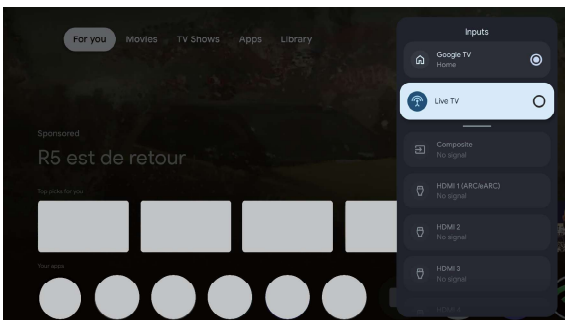 For you Movies TV Shows Apps Library
Sponsored
R5 est de retour
Top picks for you
Your apps
Inputs
Google TV
Home
Live TV
Composite
No signal
HDMI 1 (ARC/eARC)
No signal
HDMI 2
No signal
HDMI 3
No signal
HDMI 4